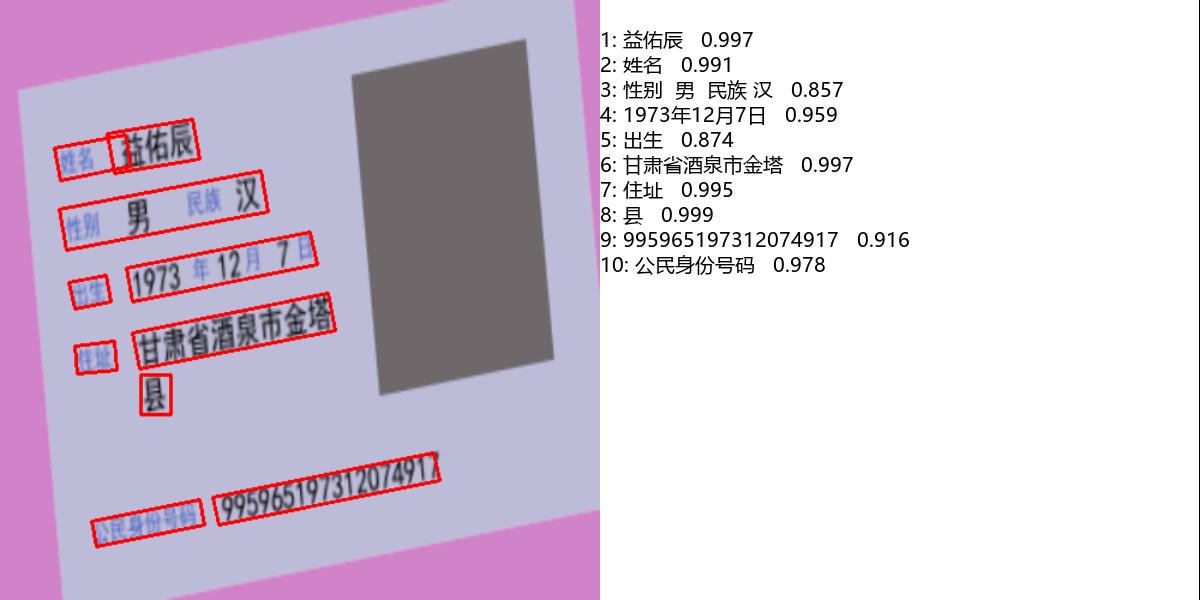 姓名 益佑辰
性别 男 民族 汉
出生 1973 年 12 月 7 日
住址 甘肃省酒泉市金塔
县
公民身份号码 995965197312074917
1: 益佑辰 0.997
2: 姓名 0.991
3: 性别 男 民族 汉 0.857
4: 1973年12月7日 0.959
5: 出生 0.874
6: 甘肃省酒泉市金塔 0.997
7: 住址 0.995
8: 县 0.999
9: 995965197312074917 0.916
10: 公民身份号码 0.978